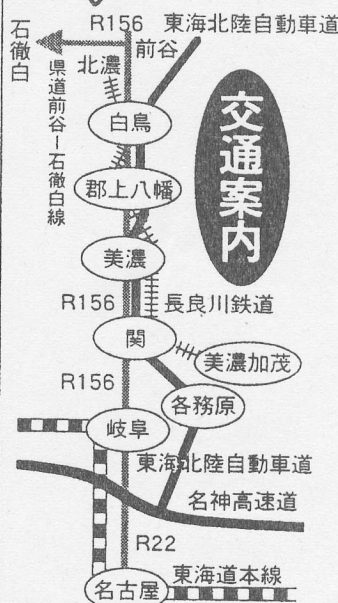 R156 東海北陸自動車道
石徹白
前谷
北濃
県道前谷ー石徹白線
白鳥
交通案内
郡上八幡
美濃
R156
長良川鉄道
関
美濃加茂
R156
各務原
岐阜
東海北陸自動車道
名神高速道
R22
東海道本線
名古屋